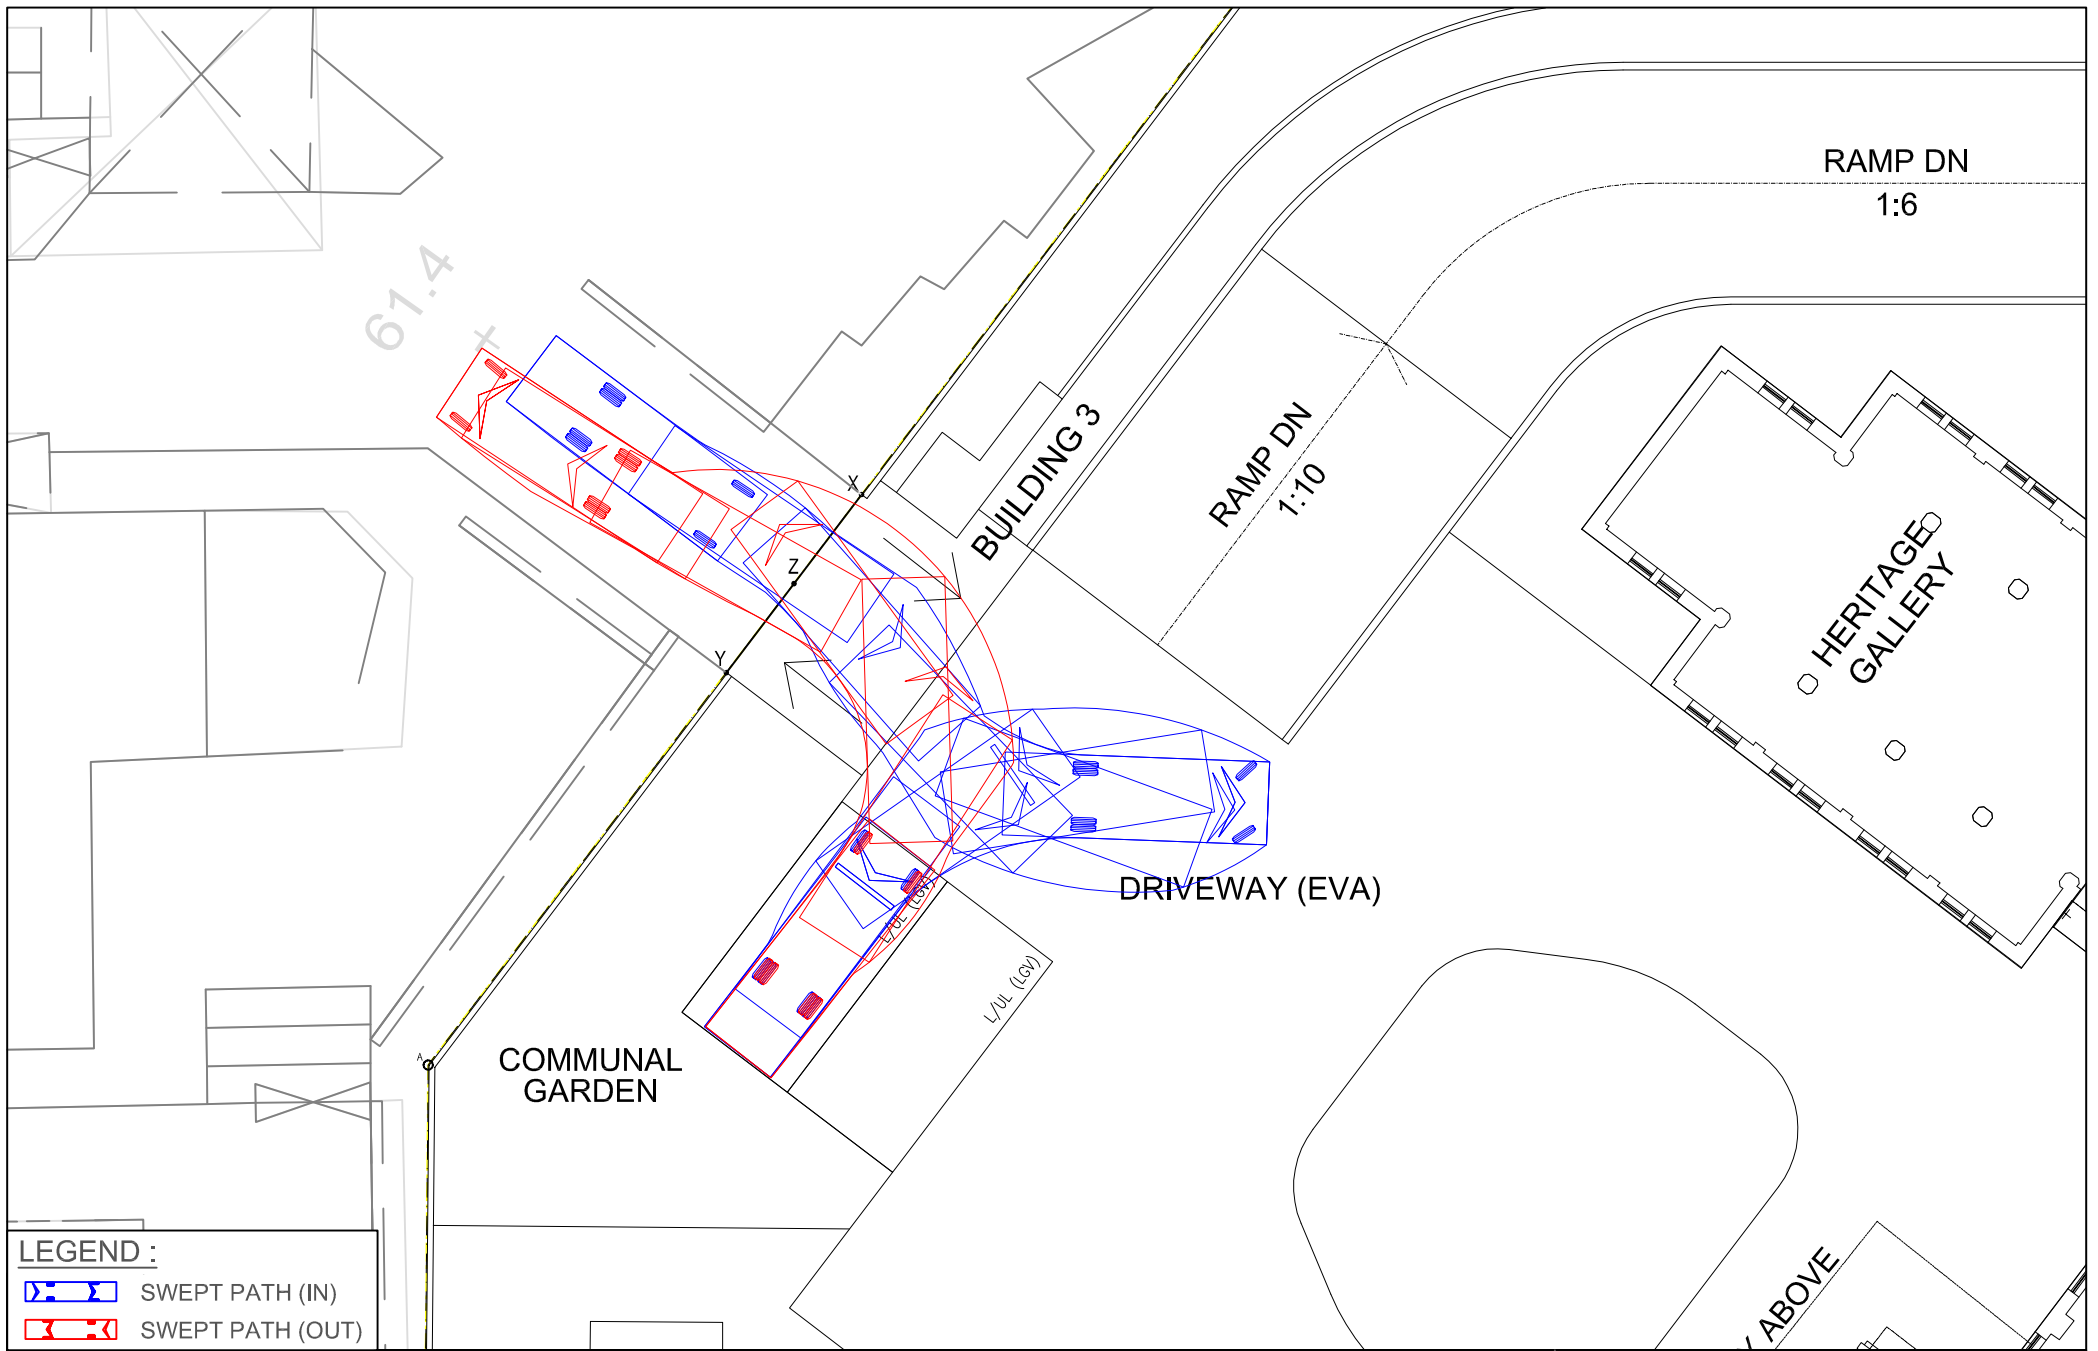 RAMP DN
1:6
61.4
BUILDING 3
RAMP DN
1:10
HERITAGE
GALLERY
X
Z
Y
DRIVEWAY (EVA)
L/UL (LGV)
L/UL (LGV)
A
COMMUNAL
GARDEN
ABOVE
LEGEND :
SWEPT PATH (IN)
SWEPT PATH (OUT)